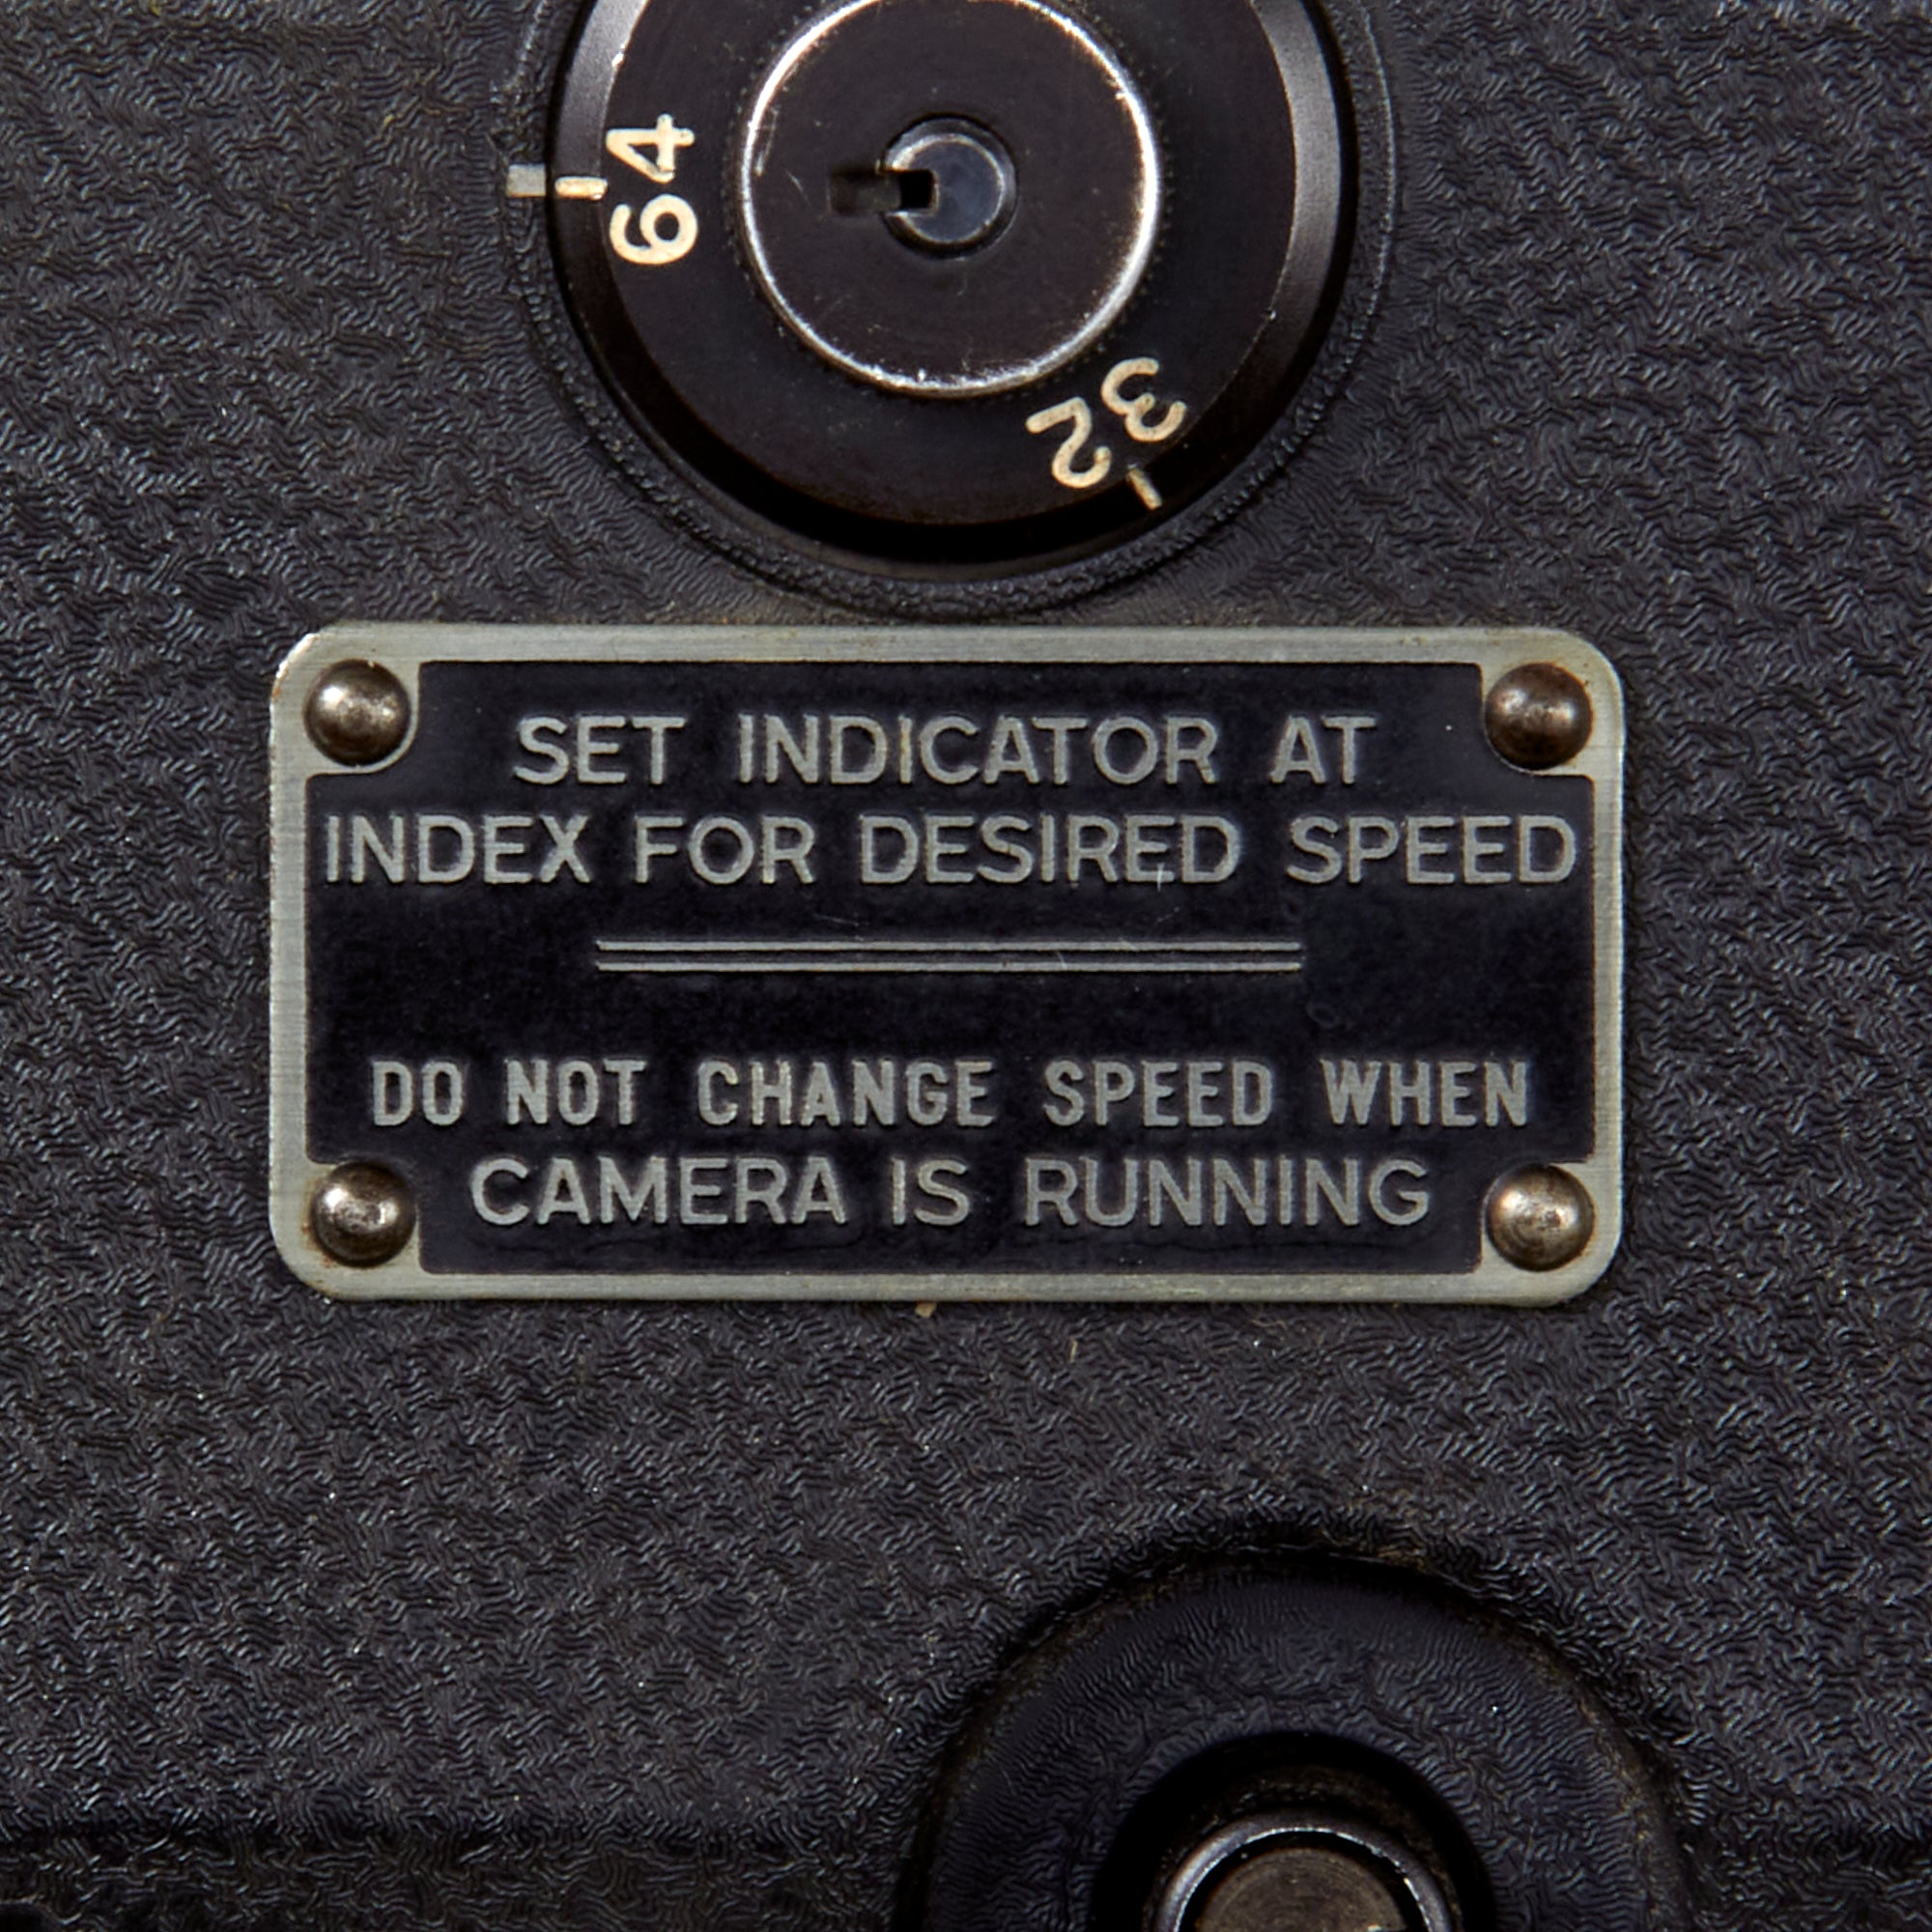 64
32
SET INDICATOR AT
INDEX FOR DESIRED SPEED
DO NOT CHANGE SPEED WHEN
CAMERA IS RUNNING